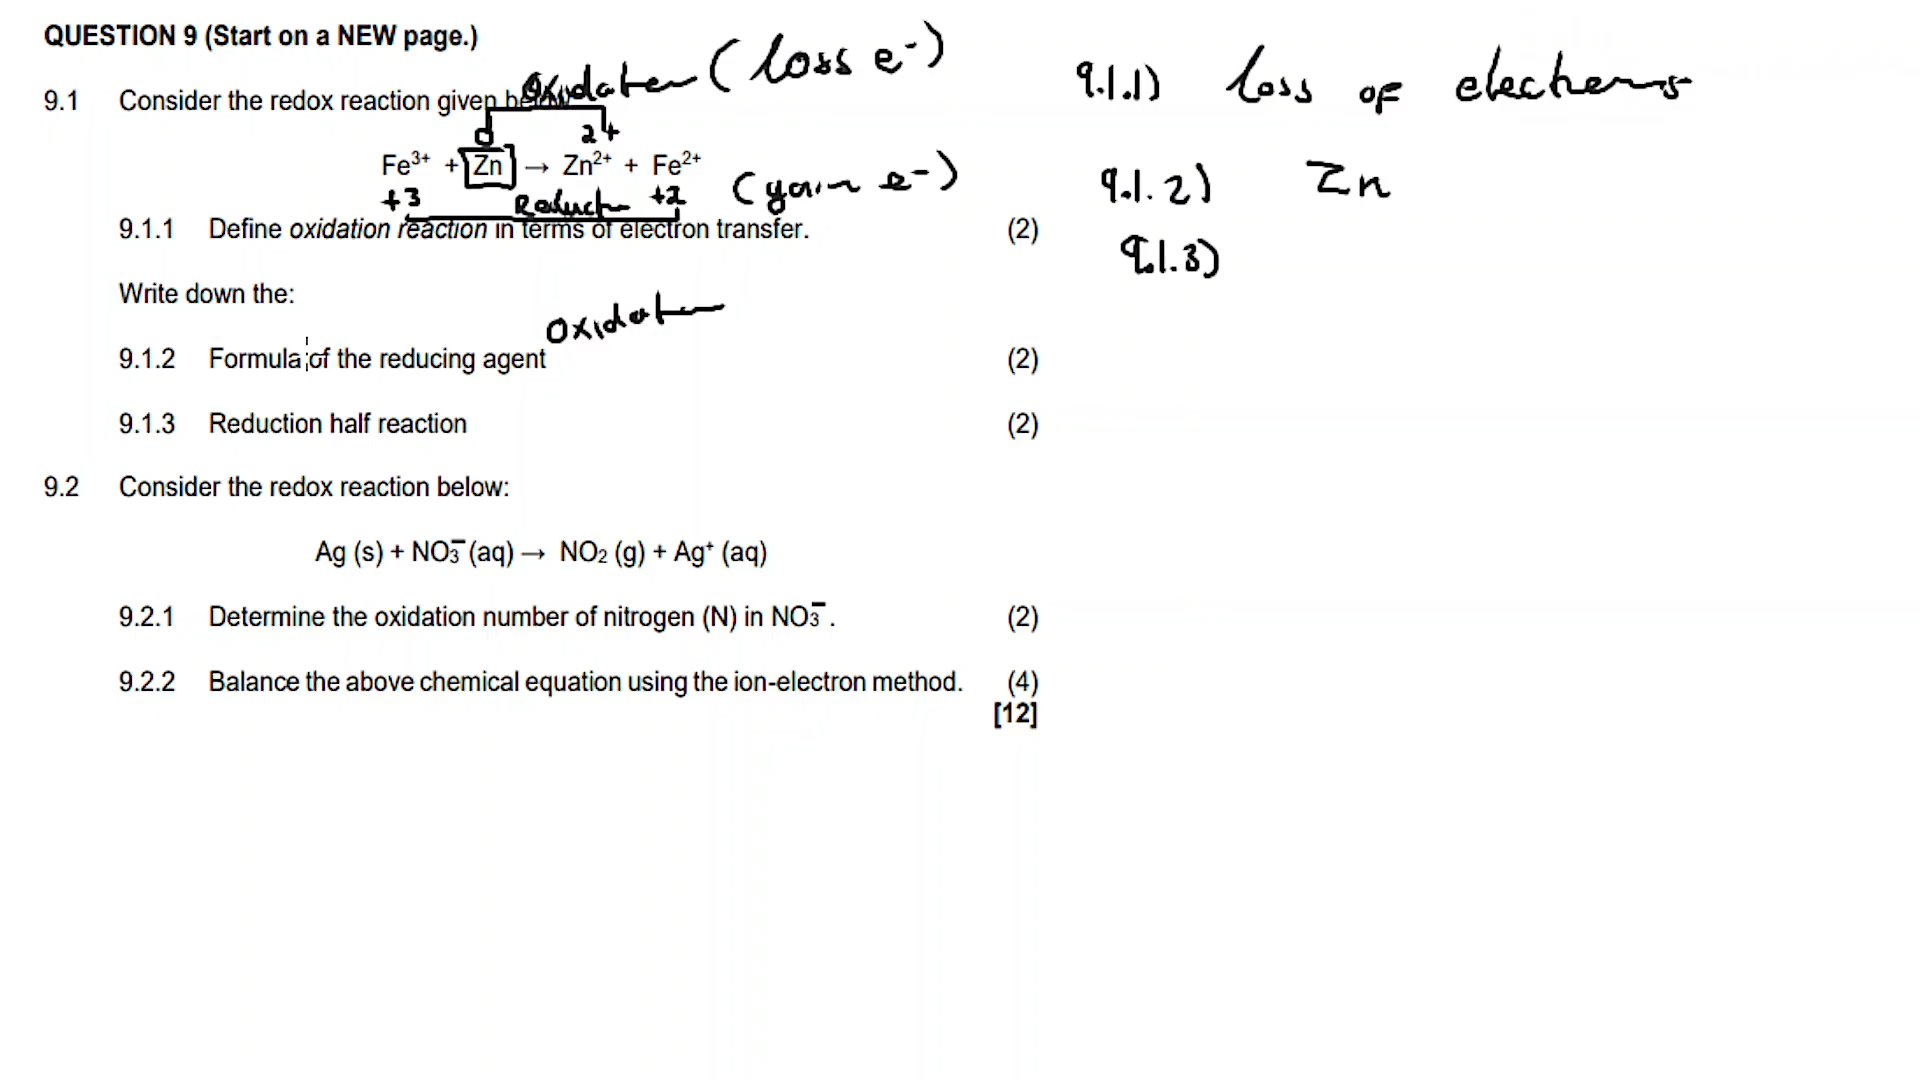 QUESTION 9 (Start on a NEW page.)
Oxidation (loss e⁻)
9.1 Consider the redox reaction given below
0 2+
Fe³⁺ + Zn → Zn²⁺ + Fe²⁺
+3 Reduct +2 (gain e⁻)
9.1.1 Define oxidation reaction in terms of electron transfer. (2)
Write down the:
oxidation
9.1.2 Formula of the reducing agent (2)
9.1.3 Reduction half reaction (2)
9.2 Consider the redox reaction below:
Ag (s) + NO₃⁻ (aq) → NO₂ (g) + Ag⁺ (aq)
9.2.1 Determine the oxidation number of nitrogen (N) in NO₃⁻ . (2)
9.2.2 Balance the above chemical equation using the ion-electron method. (4)
[12]
9.1.1) loss of electrons
9.1.2) Zn
9.1.3)